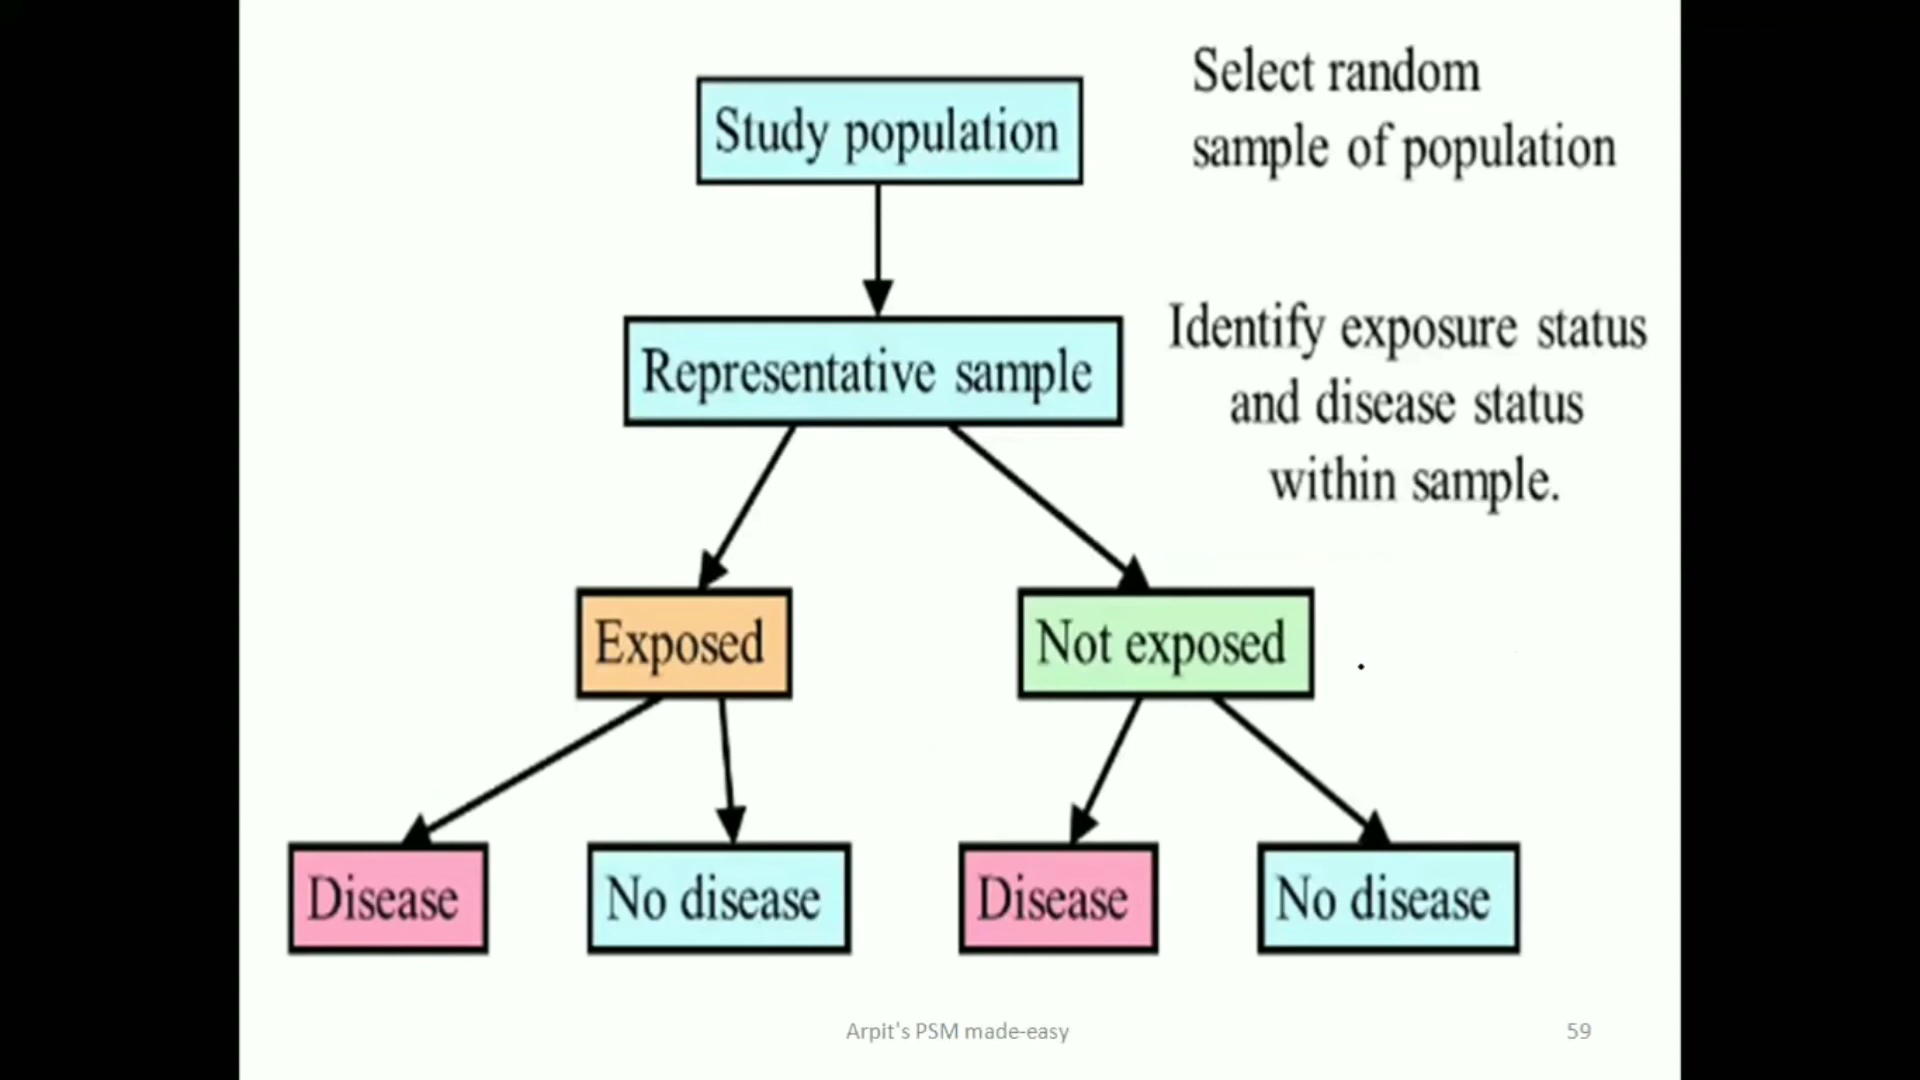 Study population
Select random
sample of population
Representative sample
Identify exposure status
and disease status
within sample.
Exposed
Not exposed
Disease
No disease
Disease
No disease
Arpit's PSM made-easy
59